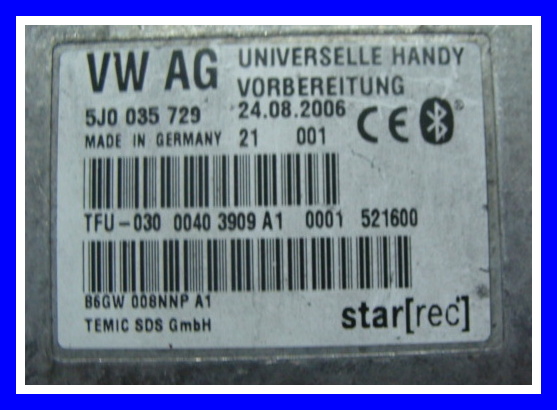 VW AG UNIVERSELLE HANDY
VORBEREITUNG
5J0 035 729 24.08.2006
MADE IN GERMANY 21 001
CE
TFU-030 0040 3909 A1 0001 521600
B6GW 008NNP A1
TEMIC SDS GmbH
star[rec]